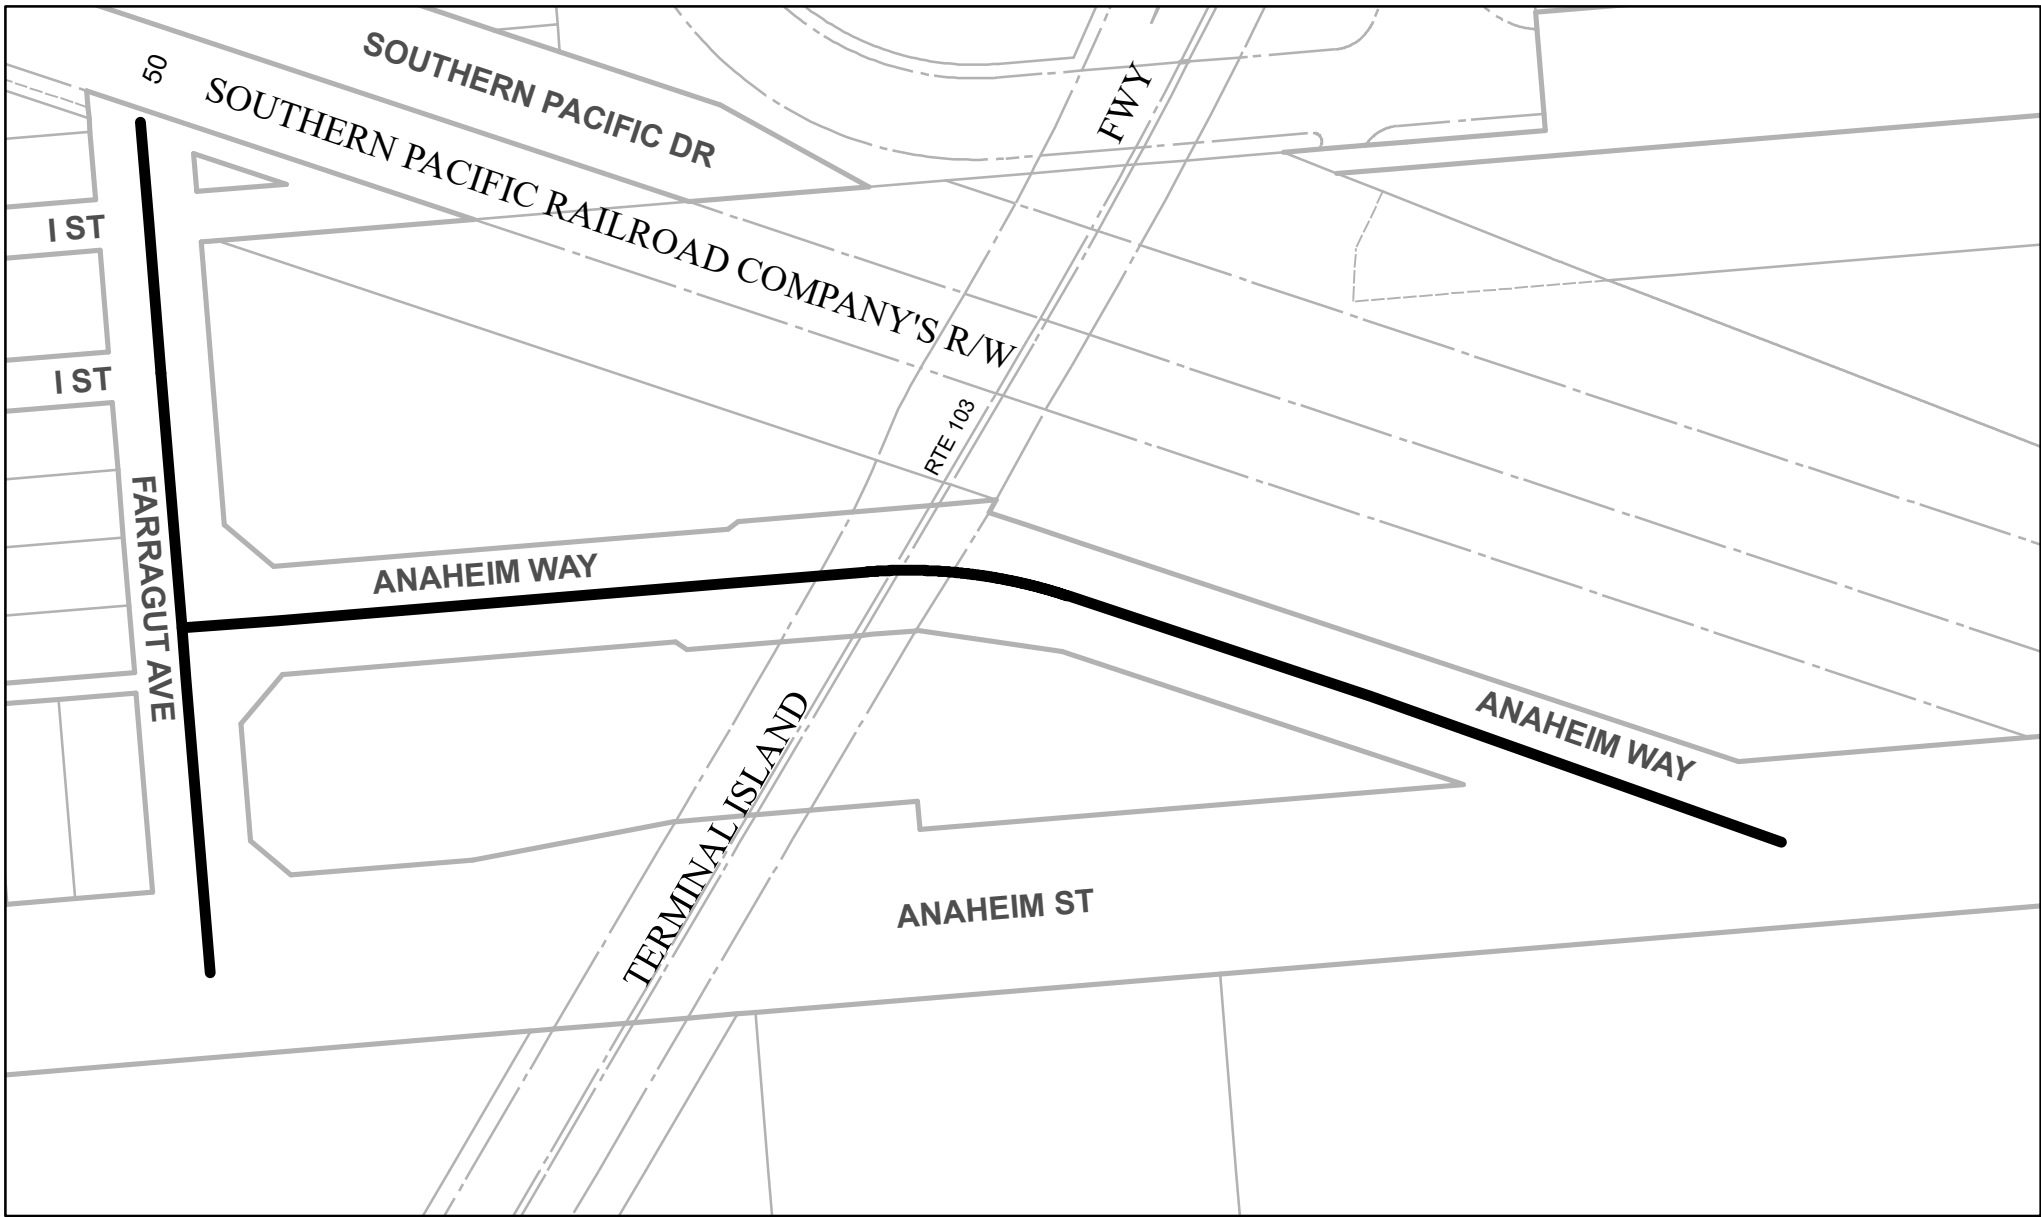 50
SOUTHERN PACIFIC DR
SOUTHERN PACIFIC RAILROAD COMPANY'S R/W
FWY
I ST
I ST
RTE 103
FARRAGUT AVE
ANAHEIM WAY
ANAHEIM WAY
TERMINAL ISLAND
ANAHEIM ST